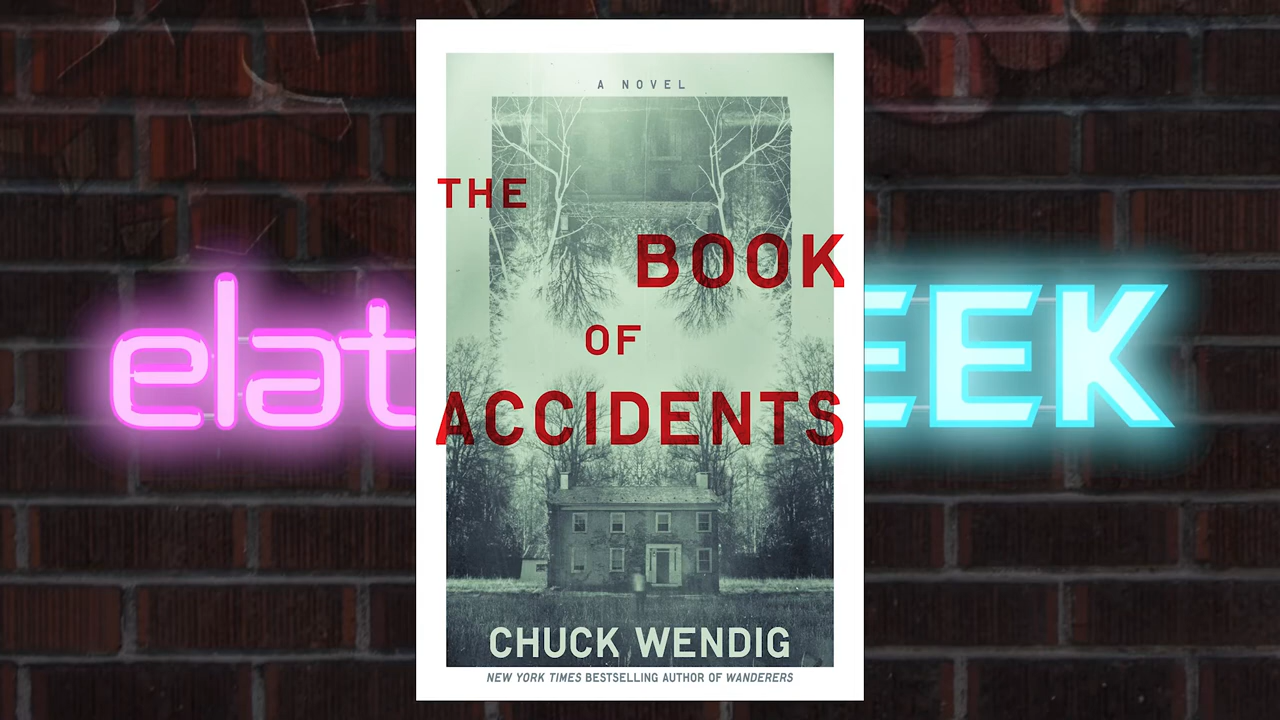 A NOVEL
THE
BOOK
OF
ACCIDENTS
elat
EEK
CHUCK WENDIG
NEW YORK TIMES BESTSELLING AUTHOR OF WANDERERS